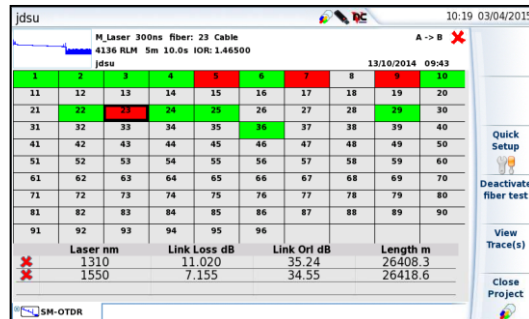 jdsu 10:19 03/04/2015
M_Laser 300ns fiber: 23 Cable A -> B
4136 RLM 5m 10.0s IOR:1.46500
jdsu 13/10/2014 09:43
1 2 3 4 5 6 7 8 9 10
11 12 13 14 15 16 17 18 19 20
21 22 23 24 25 26 27 28 29 30
31 32 33 34 35 36 37 38 39 40
41 42 43 44 45 46 47 48 49 50
51 52 53 54 55 56 57 58 59 60
61 62 63 64 65 66 67 68 69 70
71 72 73 74 75 76 77 78 79 80
81 82 83 84 85 86 87 88 89 90
91 92 93 94 95 96
Laser nm Link Loss dB Link Orl dB Length m
1310 11.020 35.24 26408.3
1550 7.155 34.55 26418.6
SM-OTDR
Quick
Setup
Deactivate
fiber test
View
Trace(s)
Close
Project